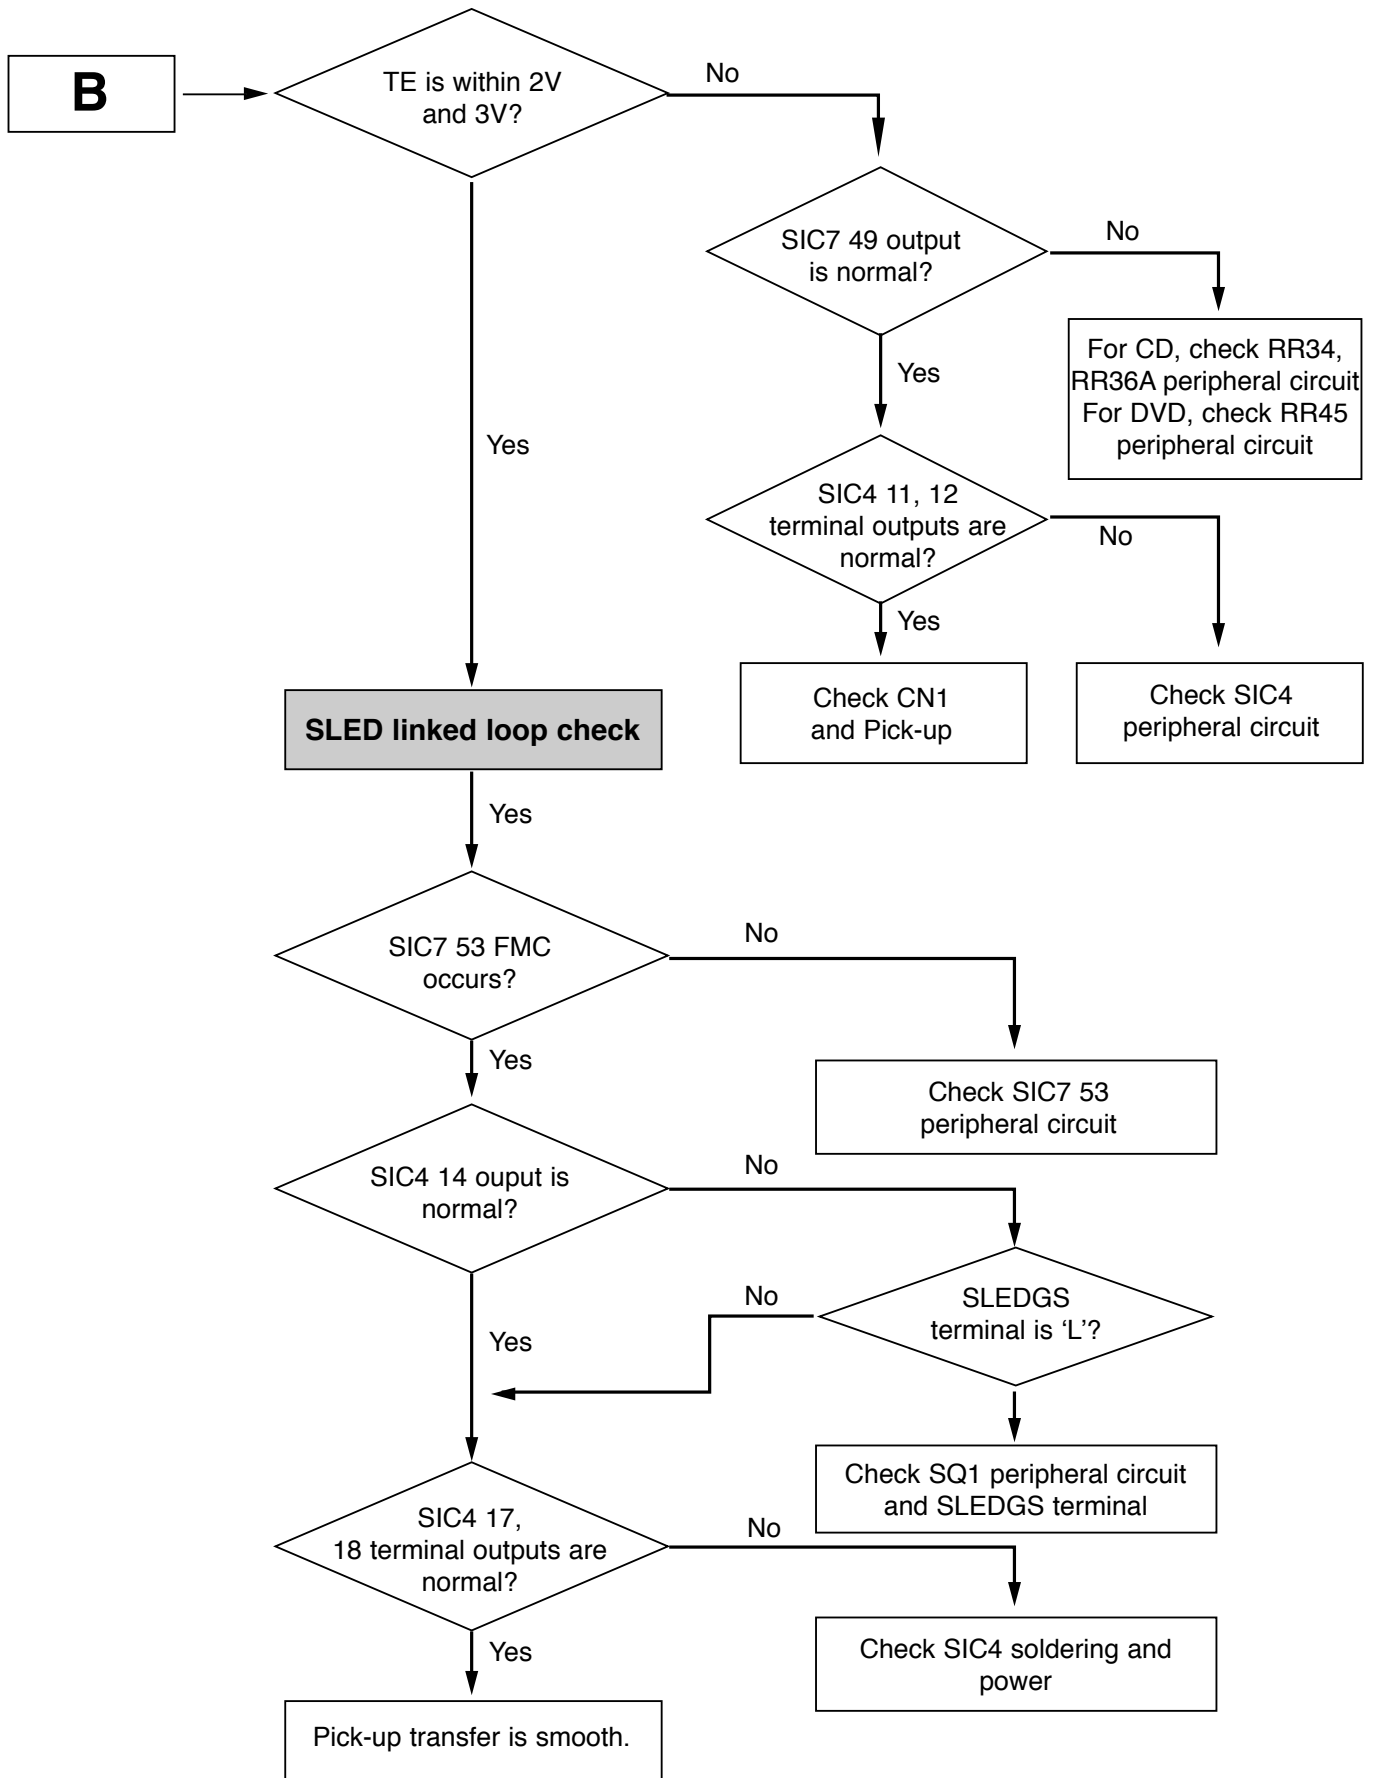 B
TE is within 2V
and 3V?
No
SIC7 49 output
is normal?
No
For CD, check RR34,
RR36A peripheral circuit
For DVD, check RR45
peripheral circuit
Yes
Yes
SIC4 11, 12
terminal outputs are
normal?
No
Yes
Check CN1
and Pick-up
Check SIC4
peripheral circuit
SLED linked loop check
Yes
SIC7 53 FMC
occurs?
No
Yes
Check SIC7 53
peripheral circuit
SIC4 14 ouput is
normal?
No
SLEDGS
terminal is ‘L’?
No
Yes
Check SQ1 peripheral circuit
and SLEDGS terminal
SIC4 17,
18 terminal outputs are
normal?
No
Yes
Check SIC4 soldering and
power
Pick-up transfer is smooth.